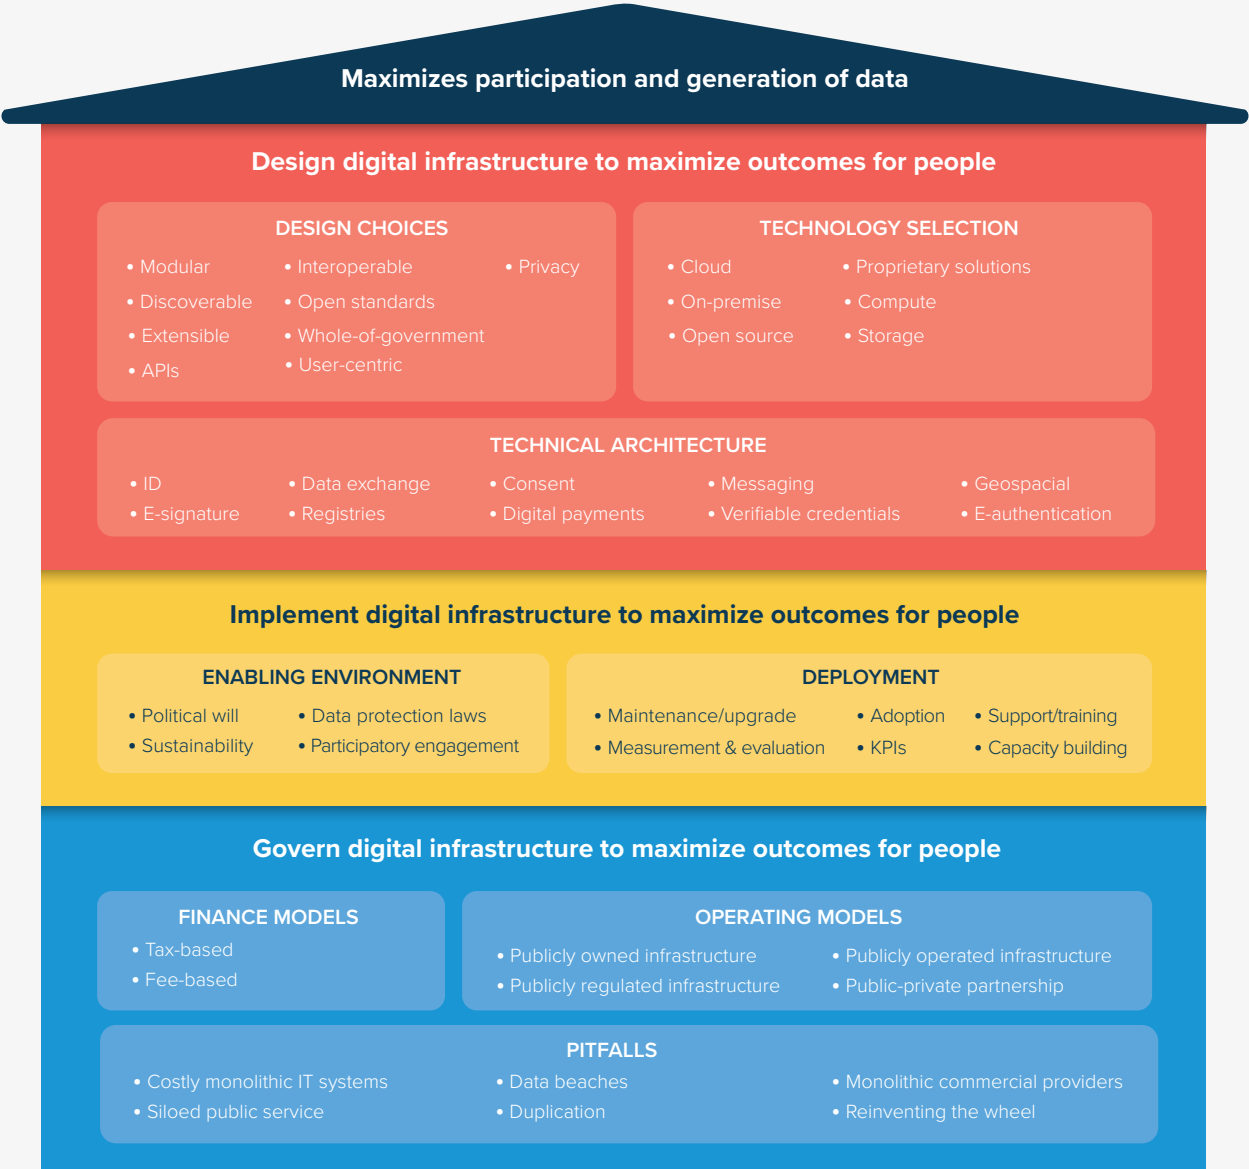 Maximizes participation and generation of data
Design digital infrastructure to maximize outcomes for people
DESIGN CHOICES
• Modular
• Discoverable
• Extensible
• APIs
• Interoperable
• Open standards
• Whole-of-government
• User-centric
• Privacy
TECHNOLOGY SELECTION
• Cloud
• On-premise
• Open source
• Proprietary solutions
• Compute
• Storage
TECHNICAL ARCHITECTURE
• ID
• E-signature
• Data exchange
• Registries
• Consent
• Digital payments
• Messaging
• Verifiable credentials
• Geospacial
• E-authentication
Implement digital infrastructure to maximize outcomes for people
ENABLING ENVIRONMENT
• Political will
• Sustainability
• Data protection laws
• Participatory engagement
DEPLOYMENT
• Maintenance/upgrade
• Measurement & evaluation
• Adoption
• KPIs
• Support/training
• Capacity building
Govern digital infrastructure to maximize outcomes for people
FINANCE MODELS
• Tax-based
• Fee-based
OPERATING MODELS
• Publicly owned infrastructure
• Publicly regulated infrastructure
• Publicly operated infrastructure
• Public-private partnership
PITFALLS
• Costly monolithic IT systems
• Siloed public service
• Data beaches
• Duplication
• Monolithic commercial providers
• Reinventing the wheel